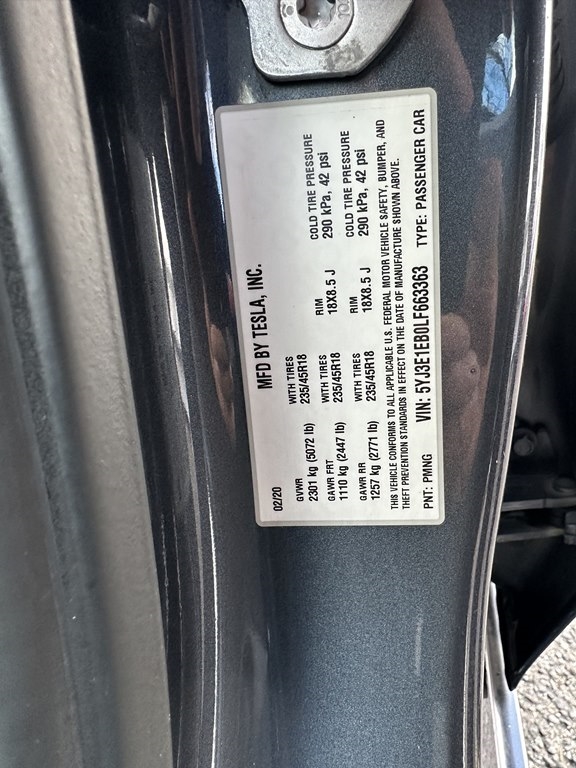 MFD BY TESLA, INC.
02/20
GVWR WITH TIRES RIM COLD TIRE PRESSURE
2301 kg (5072 lb) 235/45R18 18X8.5 J 290 kPa, 42 psi
GAWR FRT WITH TIRES RIM COLD TIRE PRESSURE
1110 kg (2447 lb) 235/45R18 18X8.5 J 290 kPa, 42 psi
GAWR RR WITH TIRES
1257 kg (2771 lb) 235/45R18
THIS VEHICLE CONFORMS TO ALL APPLICABLE U.S. FEDERAL MOTOR VEHICLE SAFETY, BUMPER, AND
THEFT PREVENTION STANDARDS IN EFFECT ON THE DATE OF MANUFACTURE SHOWN ABOVE.
PNT: PMNG VIN: 5YJ3E1EB0LF663363 TYPE: PASSENGER CAR